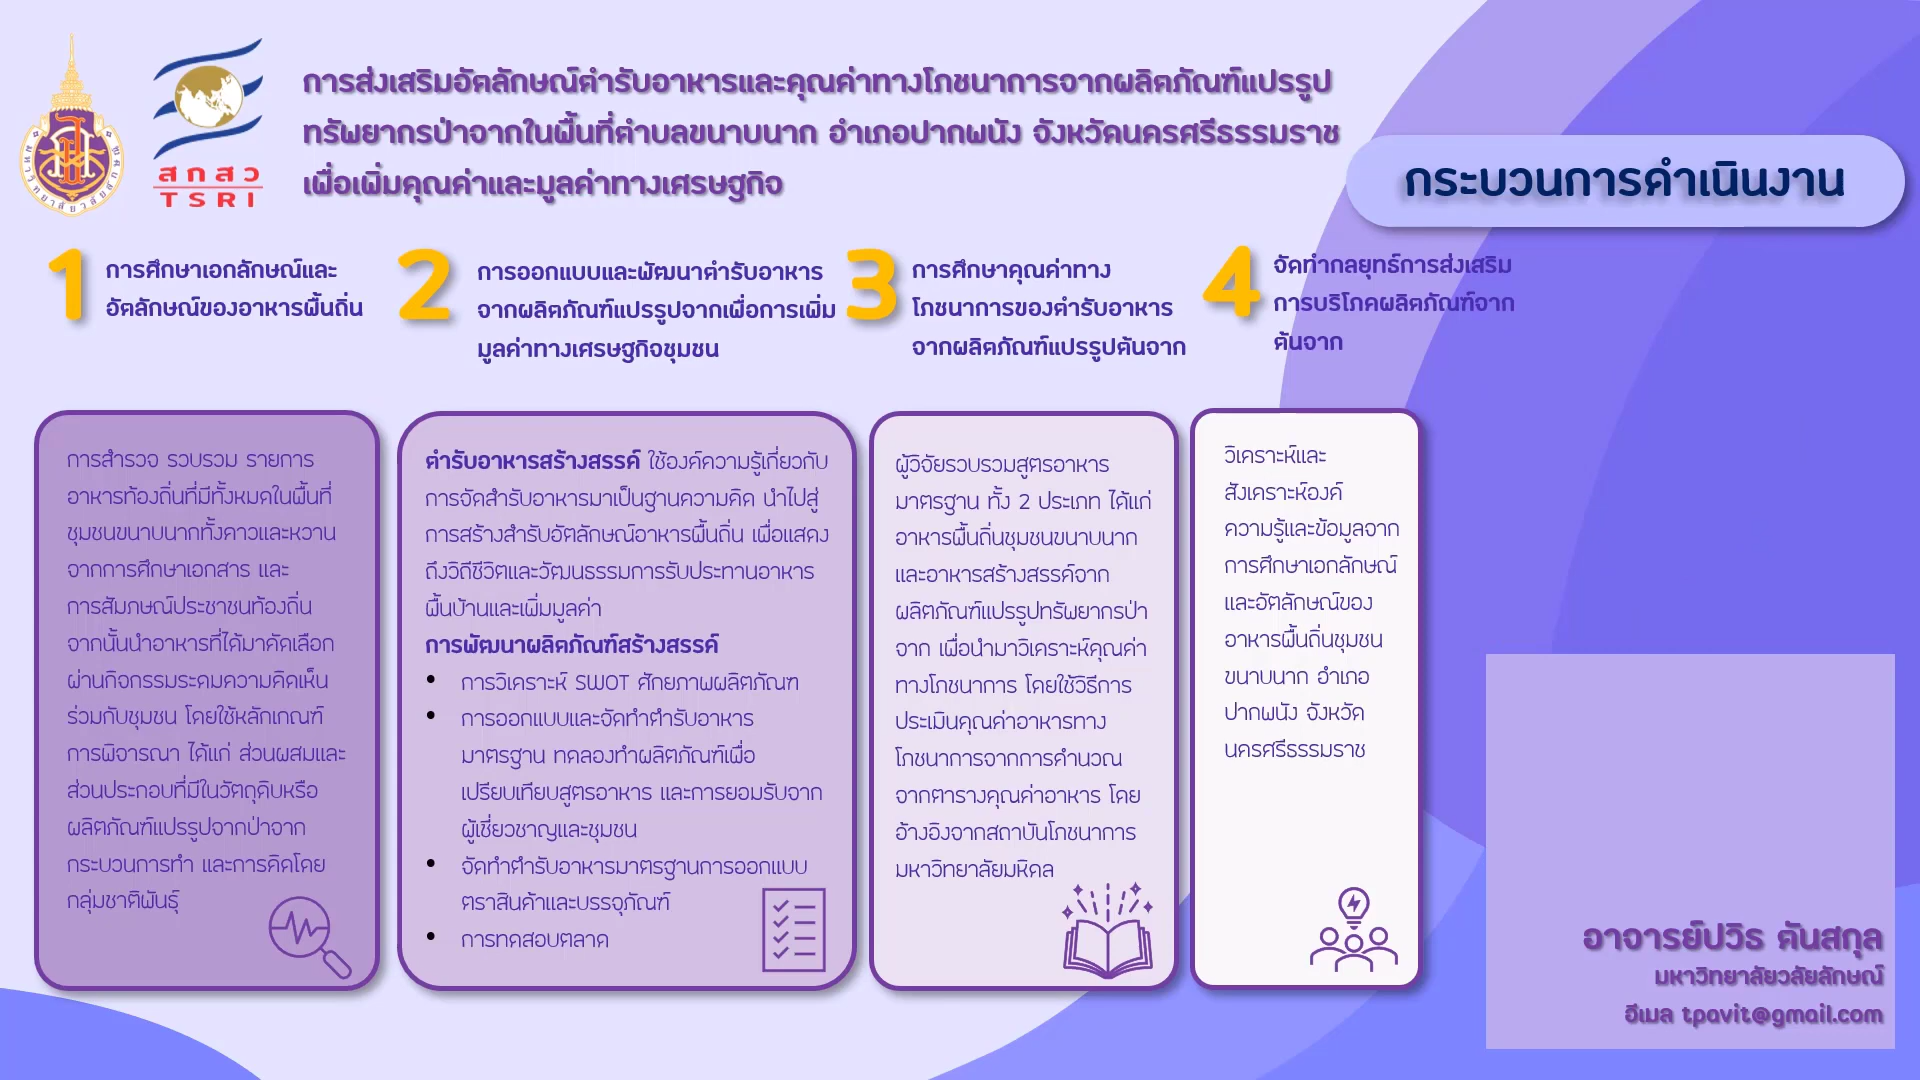 มหาวิทยาลัยวลัยลักษณ์
สกสว
TSRI
การส่งเสริมอัตลักษณ์ตำรับอาหารและคุณค่าทางโภชนาการจากผลิตภัณฑ์แปรรูป
ทรัพยากรป่าจากในพื้นที่ตำบลขนาบนาก อำเภอปากพนัง จังหวัดนครศรีธรรมราช
เพื่อเพิ่มคุณค่าและมูลค่าทางเศรษฐกิจ
กระบวนการดำเนินงาน
1
การศึกษาเอกลักษณ์และ
อัตลักษณ์ของอาหารพื้นถิ่น
2
การออกแบบและพัฒนาตำรับอาหาร
จากผลิตภัณฑ์แปรรูปจากเพื่อการเพิ่ม
มูลค่าทางเศรษฐกิจชุมชน
3
การศึกษาคุณค่าทาง
โภชนาการของตำรับอาหาร
จากผลิตภัณฑ์แปรรูปต้นจาก
4
จัดทำกลยุทธ์การส่งเสริม
การบริโภคผลิตภัณฑ์จาก
ต้นจาก
การสำรวจ รวบรวม รายการ
อาหารท้องถิ่นที่มีทั้งหมดในพื้นที่
ชุมชนขนาบนากทั้งคาวและหวาน
จากการศึกษาเอกสาร และ
การสัมภษณ์ประชาชนท้องถิ่น
จากนั้นนำอาหารที่ได้มาคัดเลือก
ผ่านกิจกรรมระดมความคิดเห็น
ร่วมกับชุมชน โดยใช้หลักเกณฑ์
การพิจารณา ได้แก่ ส่วนผสมและ
ส่วนประกอบที่มีในวัตถุดิบหรือ
ผลิตภัณฑ์แปรรูปจากป่าจาก
กระบวนการทำ และการคิดโดย
กลุ่มชาติพันธุ์
ตำรับอาหารสร้างสรรค์ ใช้องค์ความรู้เกี่ยวกับ
การจัดสำรับอาหารมาเป็นฐานความคิด นำไปสู่
การสร้างสำรับอัตลักษณ์อาหารพื้นถิ่น เพื่อแสดง
ถึงวิถีชีวิตและวัฒนธรรมการรับประทานอาหาร
พื้นบ้านและเพิ่มมูลค่า
การพัฒนาผลิตภัณฑ์สร้างสรรค์
• การวิเคราะห์ SWOT ศักยภาพผลิตภัณฑ
• การออกแบบและจัดทำตำรับอาหาร
มาตรฐาน ทดลองทำผลิตภัณฑ์เพื่อ
เปรียบเทียบสูตรอาหาร และการยอมรับจาก
ผู้เชี่ยวชาญและชุมชน
• จัดทำตำรับอาหารมาตรฐานการออกแบบ
ตราสินค้าและบรรจุภัณฑ์
• การทดสอบตลาด
ผู้วิจัยรวบรวมสูตรอาหาร
มาตรฐาน ทั้ง 2 ประเภท ได้แก่
อาหารพื้นถิ่นชุมชนขนาบนาก
และอาหารสร้างสรรค์จาก
ผลิตภัณฑ์แปรรูปทรัพยากรป่า
จาก เพื่อนำมาวิเคราะห์คุณค่า
ทางโภชนาการ โดยใช้วิธีการ
ประเมินคุณค่าอาหารทาง
โภชนาการจากการคำนวณ
จากตารางคุณค่าอาหาร โดย
อ้างอิงจากสถาบันโภชนาการ
มหาวิทยาลัยมหิดล
วิเคราะห์และ
สังเคราะห์องค์
ความรู้และข้อมูลจาก
การศึกษาเอกลักษณ์
และอัตลักษณ์ของ
อาหารพื้นถิ่นชุมชน
ขนาบนาก อำเภอ
ปากพนัง จังหวัด
นครศรีธรรมราช
อาจารย์ปวิธ ตันสกุล
มหาวิทยาลัยวลัยลักษณ์
อีเมล tpavit@gmail.com